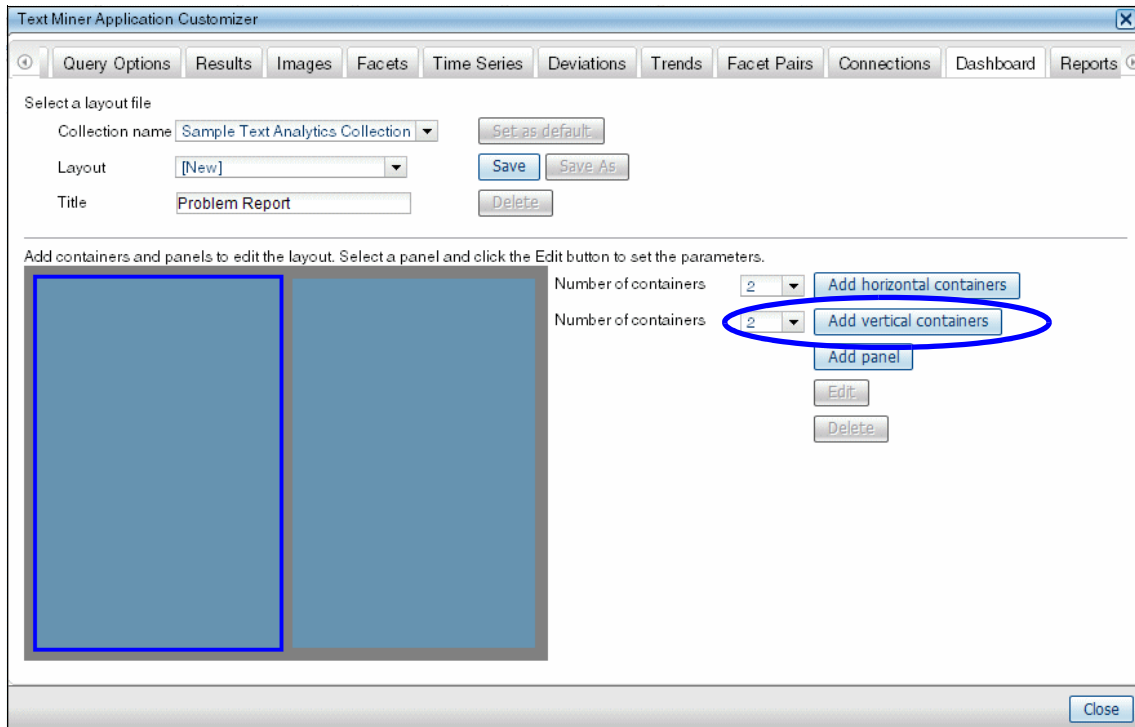 Text Miner Application Customizer
Query Options Results Images Facets Time Series Deviations Trends Facet Pairs Connections Dashboard Reports
Select a layout file
Collection name Sample Text Analytics Collection Set as default
Layout [New] Save Save As
Title Problem Report Delete
Add containers and panels to edit the layout. Select a panel and click the Edit button to set the parameters.
Number of containers 2 Add horizontal containers
Number of containers 2 Add vertical containers
Add panel
Edit
Delete
Close